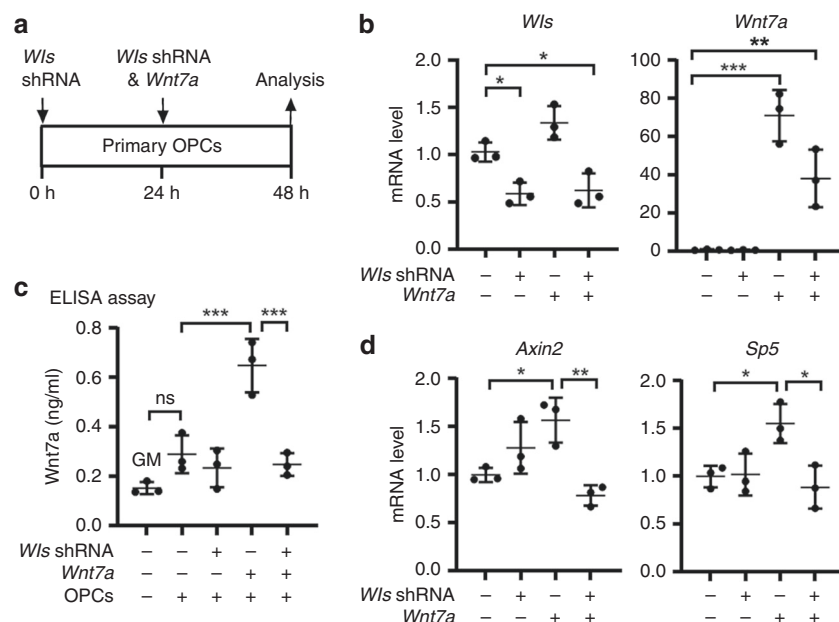 a
Wls shRNA
Wls shRNA & Wnt7a
Analysis
Primary OPCs
0 h 24 h 48 h
b
Wls
mRNA level
2.0
1.5
1.0
0.5
0.0
* *
Wnt7a
100
80
60
40
20
0
**
***
Wls shRNA – + – + – + – +
Wnt7a – – + + – – + +
c
ELISA assay
Wnt7a (ng/ml)
0.8
0.6
0.4
0.2
0.0
*** ***
ns
GM
Wls shRNA – – + – +
Wnt7a – – – + +
OPCs – + + + +
d
Axin2
mRNA level
2.0
1.5
1.0
0.5
0.0
* **
Sp5
2.0
1.5
1.0
0.5
0.0
* *
Wls shRNA – + – + – + – +
Wnt7a – – + + – – + +